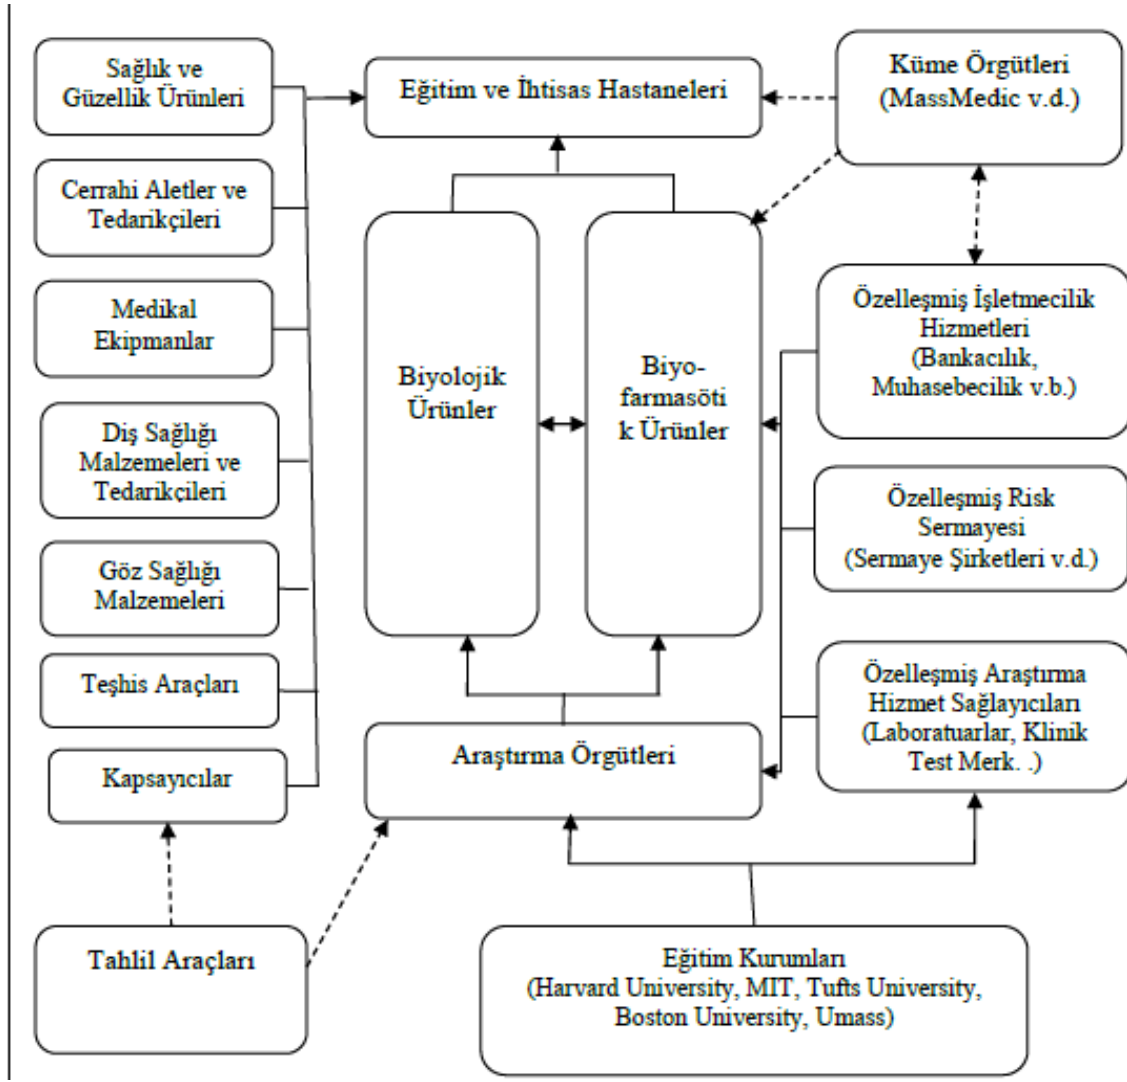 Sağlık ve
Güzellik Ürünleri
Eğitim ve İhtisas Hastaneleri
Küme Örgütleri
(MassMedic v.d.)
Cerrahi Aletler ve
Tedarikçileri
Medikal
Ekipmanlar
Diş Sağlığı
Malzemeleri ve
Tedarikçileri
Göz Sağlığı
Malzemeleri
Teşhis Araçları
Kapsayıcılar
Biyolojik
Ürünler
Biyo-
farmasöti
k Ürünler
Özelleşmiş İşletmecilik
Hizmetleri
(Bankacılık,
Muhasebecilik v.b.)
Özelleşmiş Risk
Sermayesi
(Sermaye Şirketleri v.d.)
Özelleşmiş Araştırma
Hizmet Sağlayıcıları
(Laboratuarlar, Klinik
Test Merk. .)
Araştırma Örgütleri
Tahlil Araçları
Eğitim Kurumları
(Harvard University, MIT, Tufts University,
Boston University, Umass)